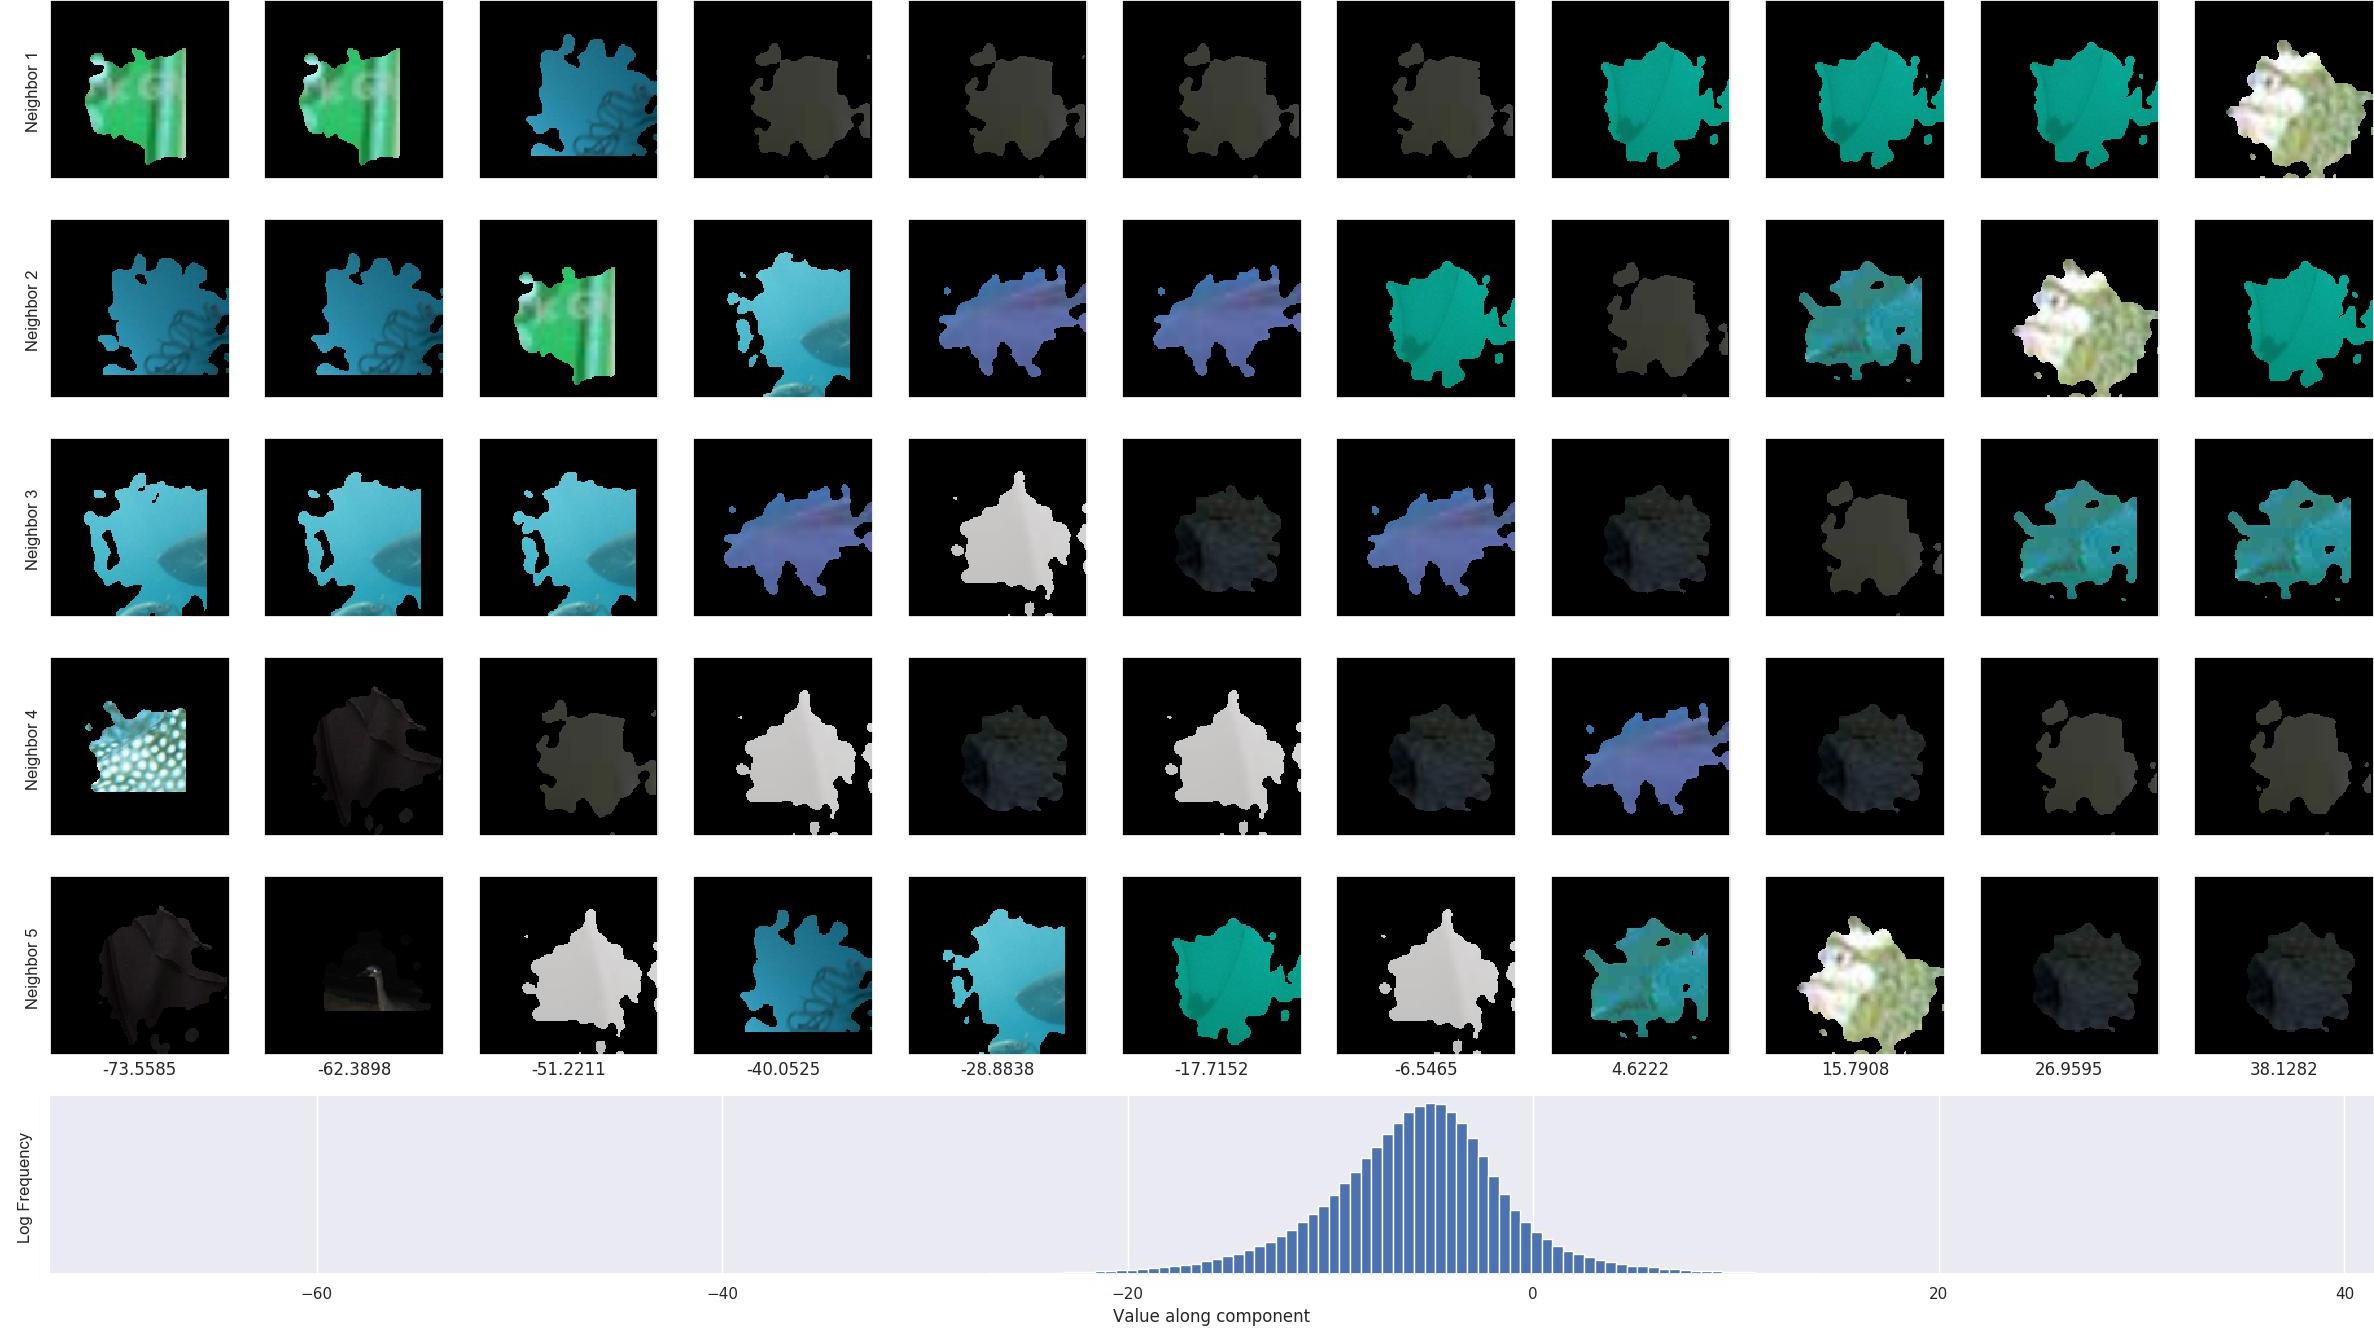 Neighbor 1
Neighbor 2
Neighbor 3
Neighbor 4
Neighbor 5
-73.5585 -62.3898 -51.2211 -40.0525 -28.8838 -17.7152 -6.5465 4.6222 15.7908 26.9595 38.1282
Log Frequency
−60 −40 −20 0 20 40
Value along component